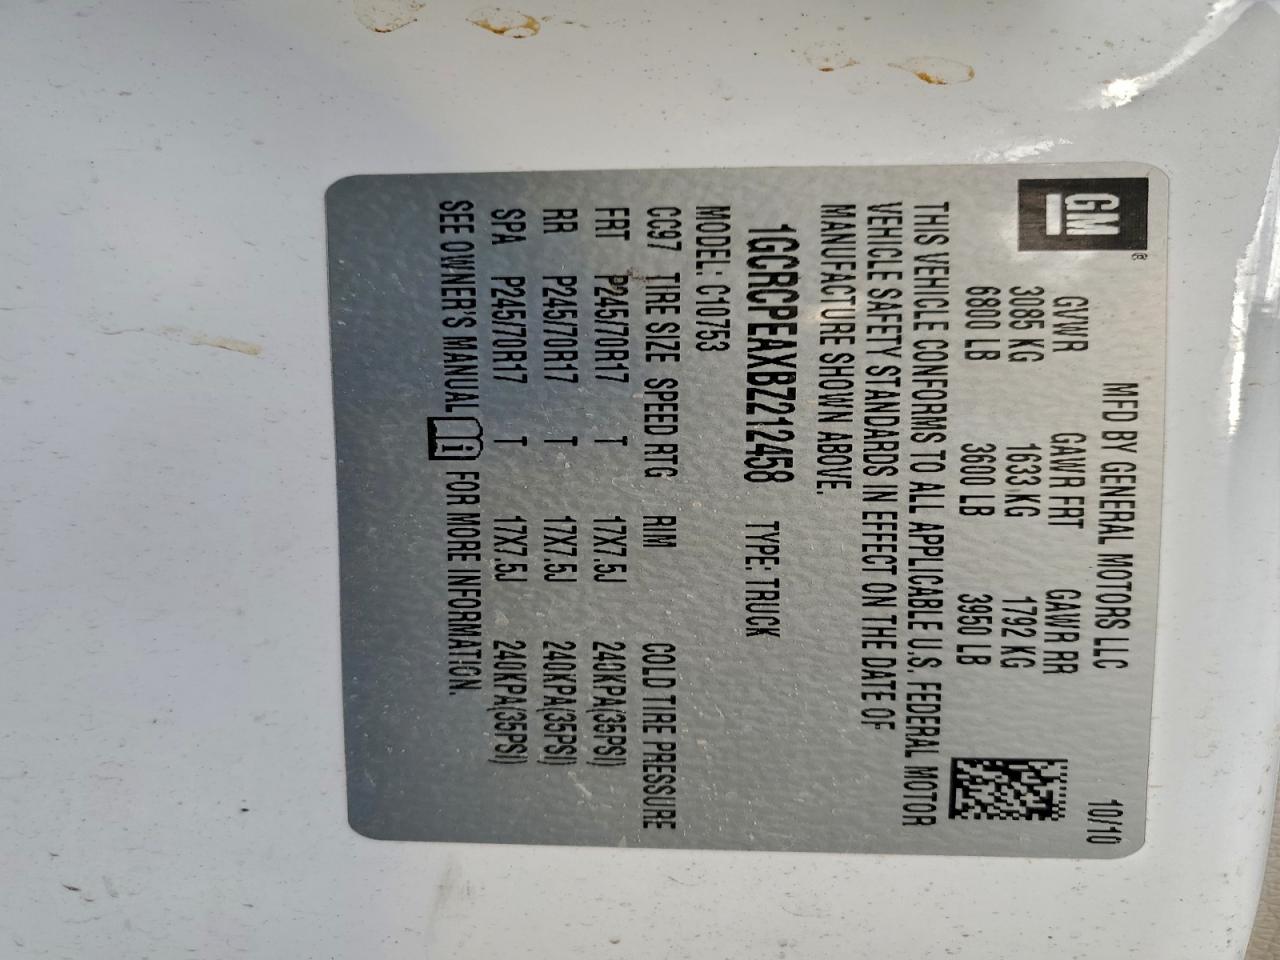 GM®
MFD BY GENERAL MOTORS LLC 10/10
GVWR GAWR FRT GAWR RR
3085 KG 1633 KG 1792 KG
6800 LB 3600 LB 3950 LB
THIS VEHICLE CONFORMS TO ALL APPLICABLE U.S. FEDERAL MOTOR
VEHICLE SAFETY STANDARDS IN EFFECT ON THE DATE OF
MANUFACTURE SHOWN ABOVE.
1GCRCPEAXBZ212458 TYPE: TRUCK
MODEL: C10753
CC97 TIRE SIZE SPEED RTG RIM COLD TIRE PRESSURE
FRT P245/70R17 T 17X7.5J 240KPA(35PSI)
RR P245/70R17 T 17X7.5J 240KPA(35PSI)
SPA P245/70R17 T 17X7.5J 240KPA(35PSI)
SEE OWNER'S MANUAL i FOR MORE INFORMATION.